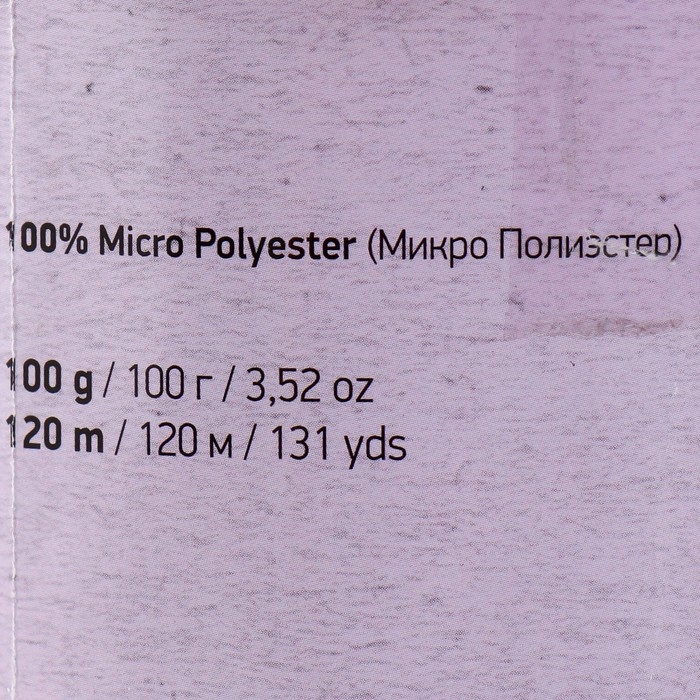 100% Micro Polyester (Микро Полиэстер)
100 g / 100 г / 3,52 oz
120 m / 120 м / 131 yds